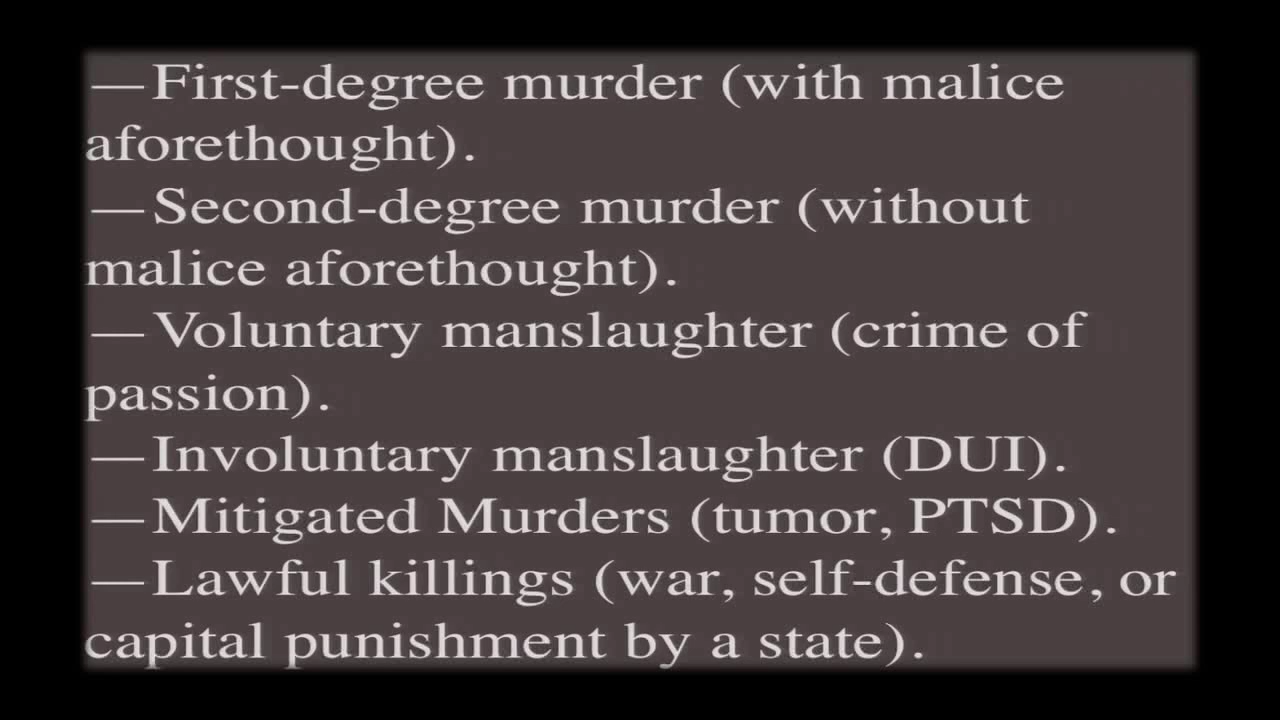 —First-degree murder (with malice
aforethought).
—Second-degree murder (without
malice aforethought).
—Voluntary manslaughter (crime of
passion).
—Involuntary manslaughter (DUI).
—Mitigated Murders (tumor, PTSD).
—Lawful killings (war, self-defense, or
capital punishment by a state).